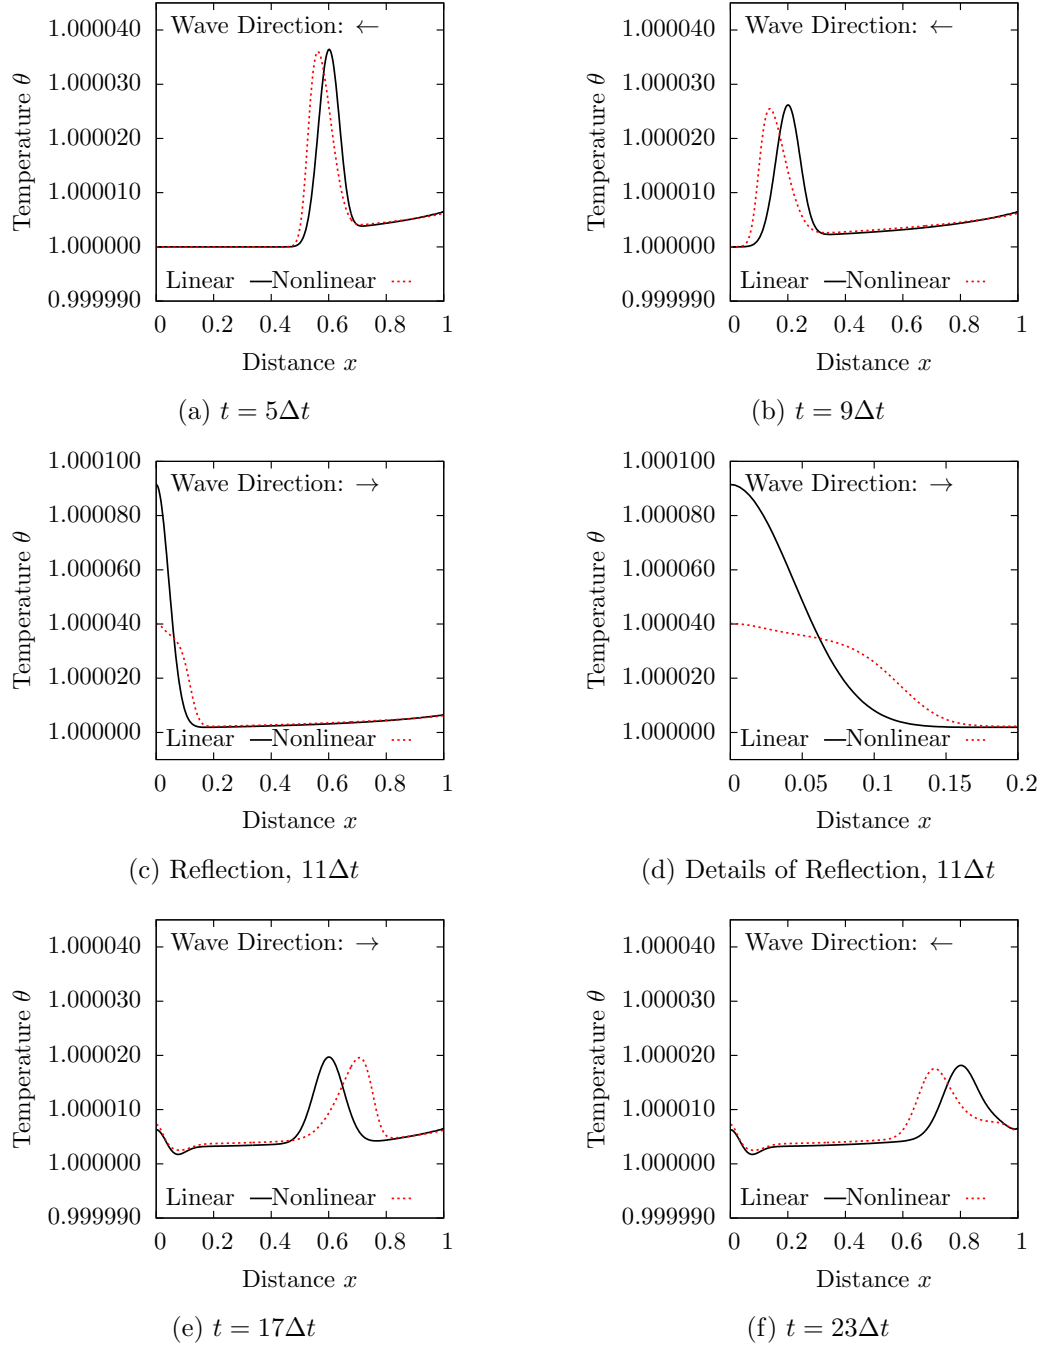 Wave Direction: ←
1.000040
1.000030
1.000020
1.000010
1.000000
0.999990
Temperature θ
Linear Nonlinear
0 0.2 0.4 0.6 0.8 1
Distance x
(a) t = 5Δt
Wave Direction: ←
1.000040
1.000030
1.000020
1.000010
1.000000
0.999990
Temperature θ
Linear Nonlinear
0 0.2 0.4 0.6 0.8 1
Distance x
(b) t = 9Δt
Wave Direction: →
1.000100
1.000080
1.000060
1.000040
1.000020
1.000000
Temperature θ
Linear Nonlinear
0 0.2 0.4 0.6 0.8 1
Distance x
(c) Reflection, 11Δt
Wave Direction: →
1.000100
1.000080
1.000060
1.000040
1.000020
1.000000
Temperature θ
Linear Nonlinear
0 0.05 0.1 0.15 0.2
Distance x
(d) Details of Reflection, 11Δt
Wave Direction: →
1.000040
1.000030
1.000020
1.000010
1.000000
0.999990
Temperature θ
Linear Nonlinear
0 0.2 0.4 0.6 0.8 1
Distance x
(e) t = 17Δt
Wave Direction: ←
1.000040
1.000030
1.000020
1.000010
1.000000
0.999990
Temperature θ
Linear Nonlinear
0 0.2 0.4 0.6 0.8 1
Distance x
(f) t = 23Δt